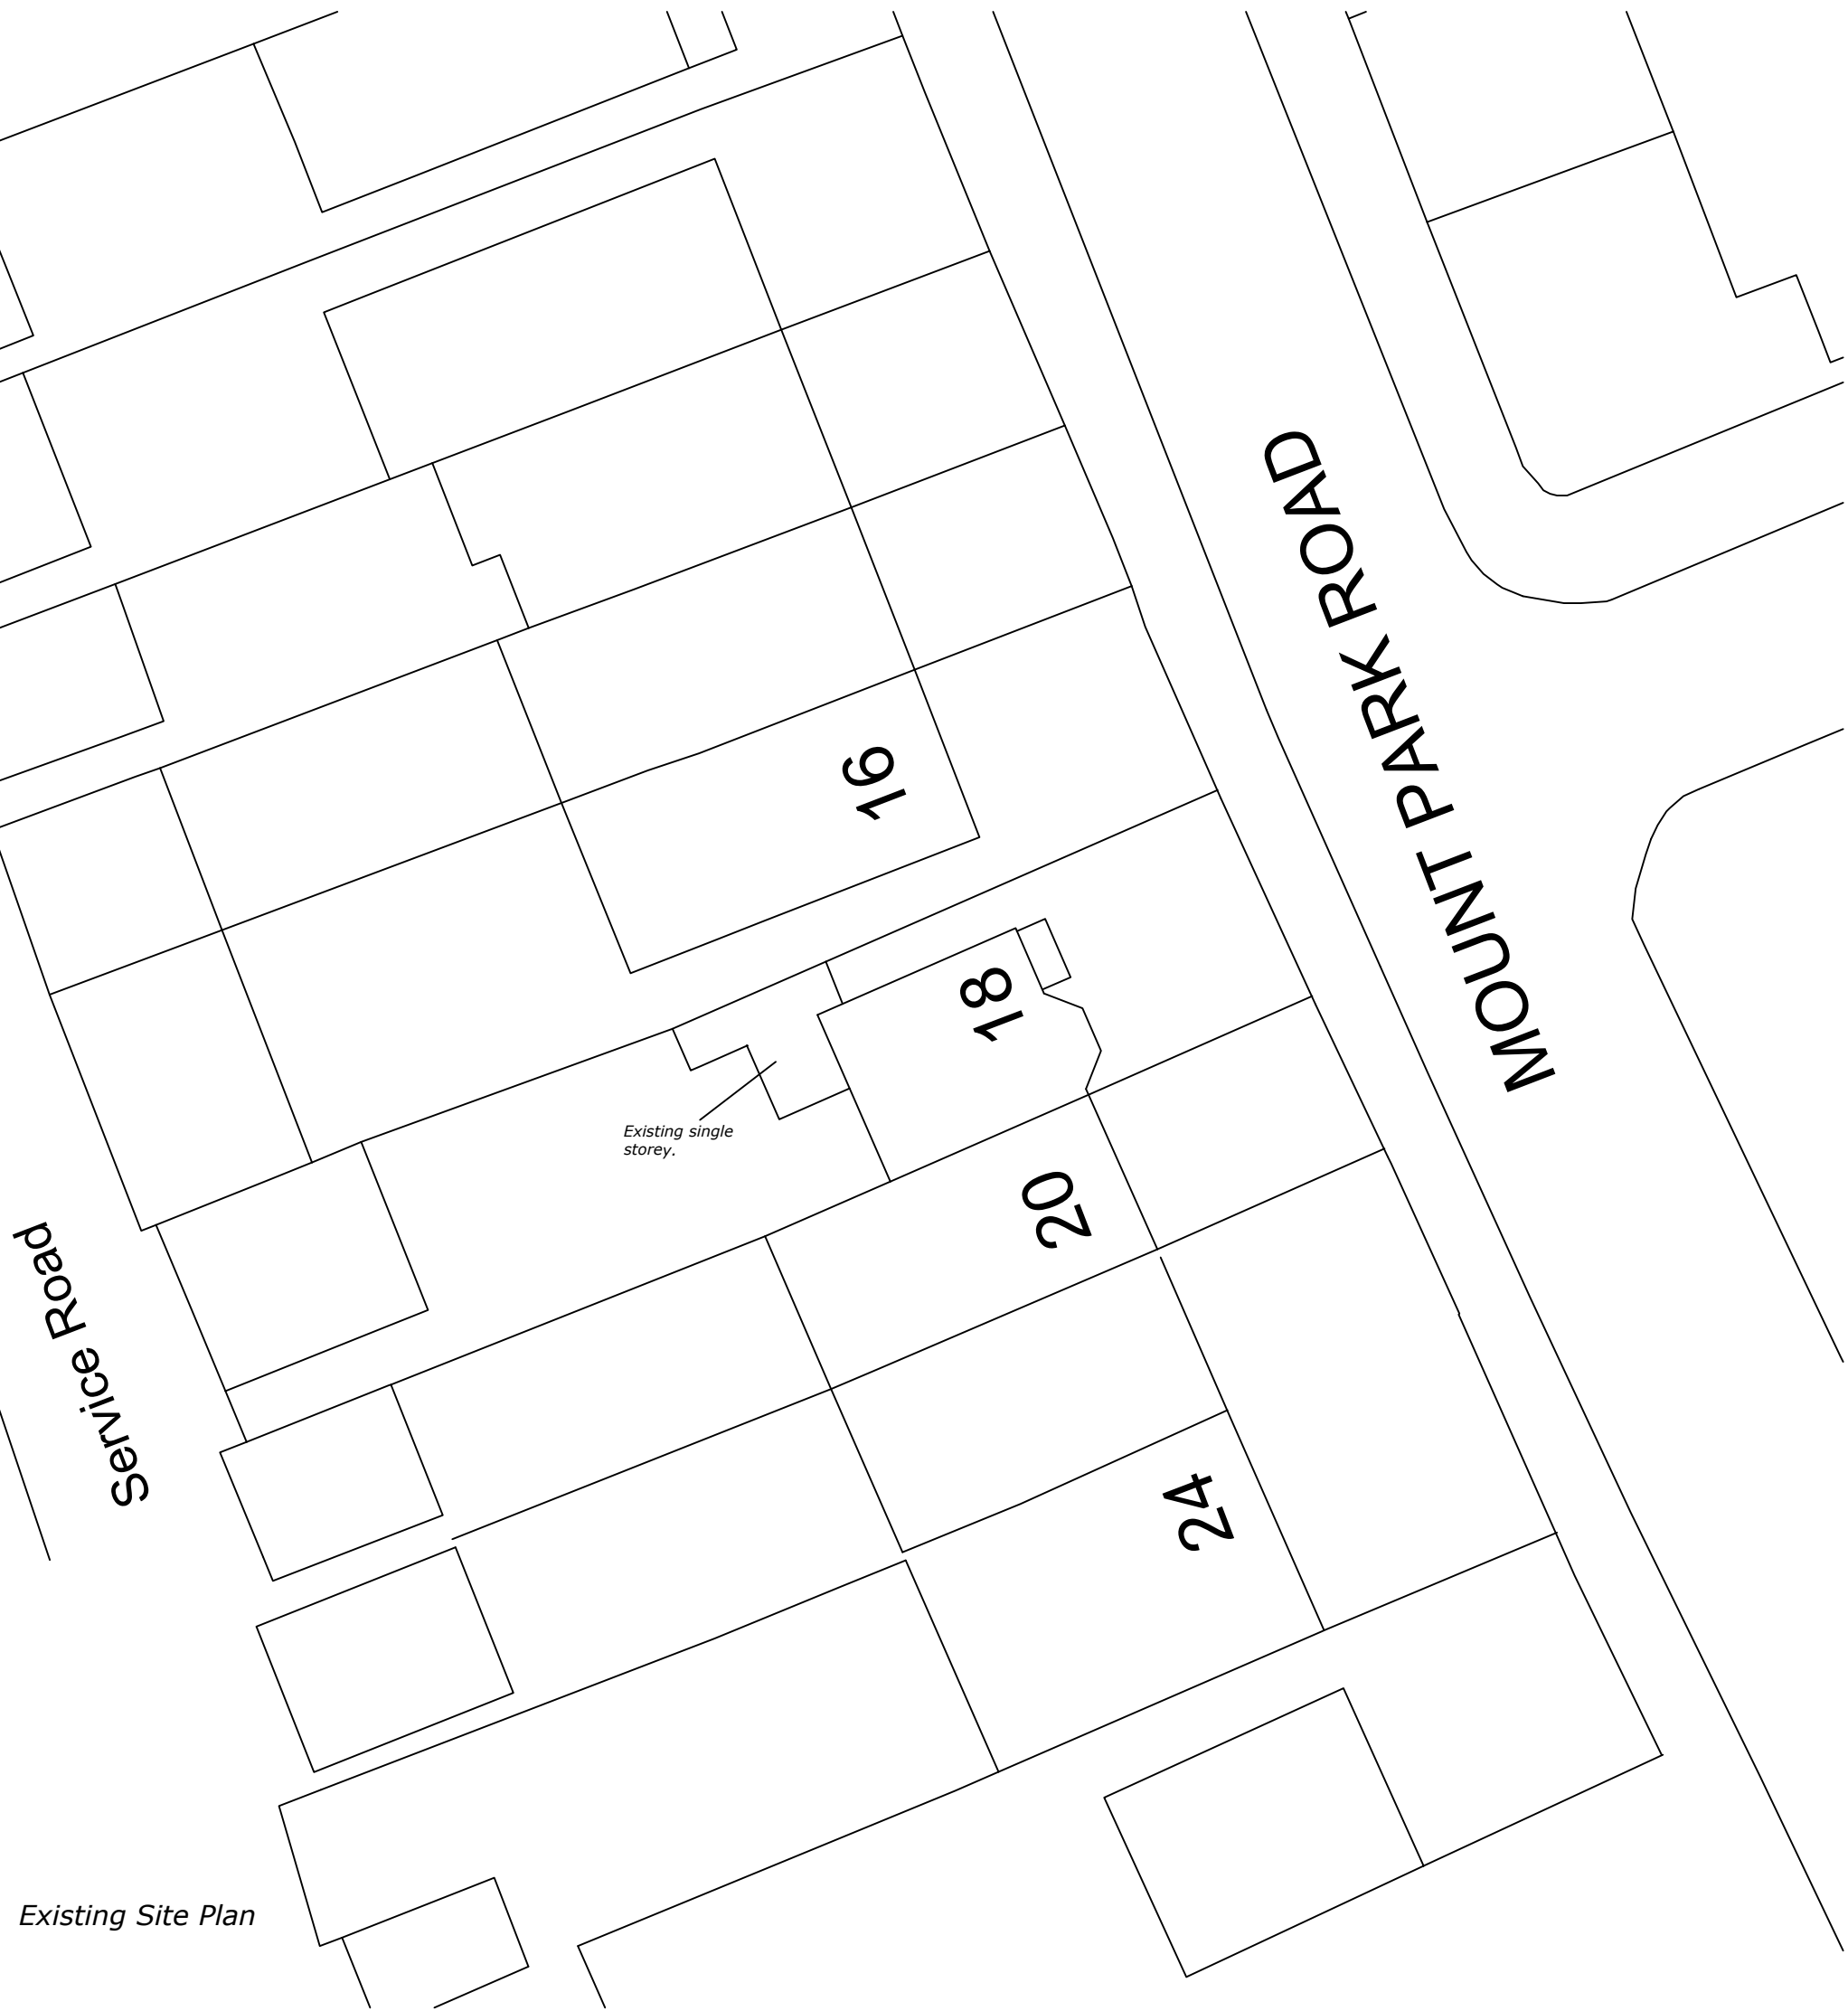 MOUNT PARK ROAD
16
18
Existing single
storey.
20
Service Road
24
Existing Site Plan